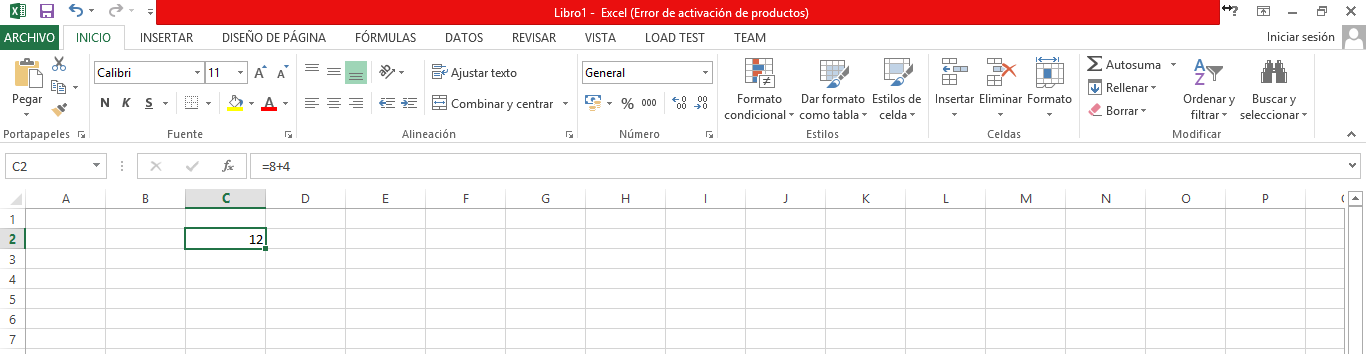 Libro1 - Excel (Error de activación de productos)
ARCHIVO INICIO INSERTAR DISEÑO DE PÁGINA FÓRMULAS DATOS REVISAR VISTA LOAD TEST TEAM Iniciar sesión
Calibri 11 Ajustar texto General Autosuma
Rellenar
Pegar N K S A Combinar y centrar % 000 Formato condicional Dar formato como tabla Estilos de celda Insertar Eliminar Formato Borrar Ordenar y filtrar Buscar y seleccionar
Portapapeles Fuente Alineación Número Estilos Celdas Modificar
C2 fx =8+4
A B C D E F G H I J K L M N O P
1
2 12
3
4
5
6
7